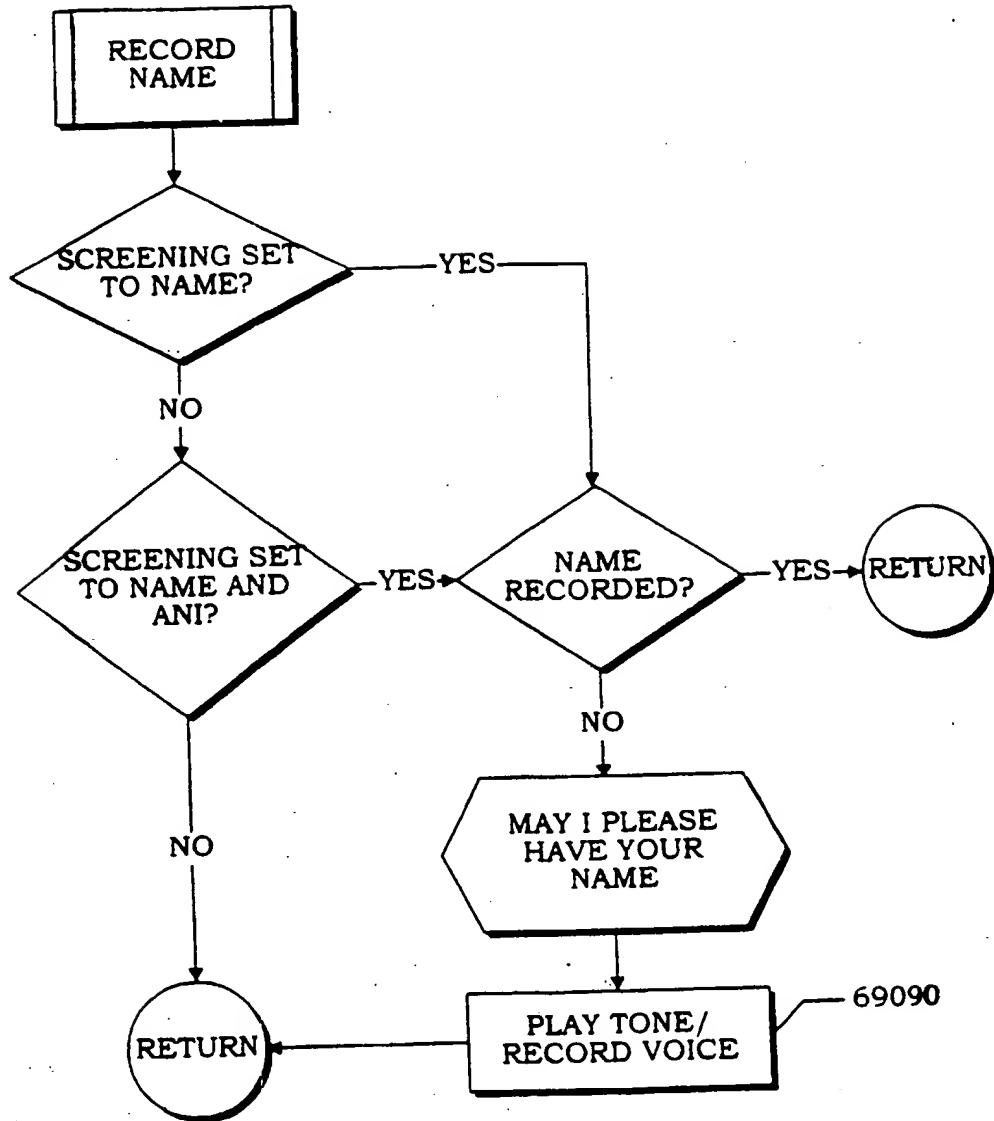 RECORD
NAME
SCREENING SET
TO NAME?
YES
NO
SCREENING SET
TO NAME AND
ANI?
YES
NAME
RECORDED?
YES
RETURN
NO
NO
MAY I PLEASE
HAVE YOUR
NAME
PLAY TONE/
RECORD VOICE
69090
RETURN